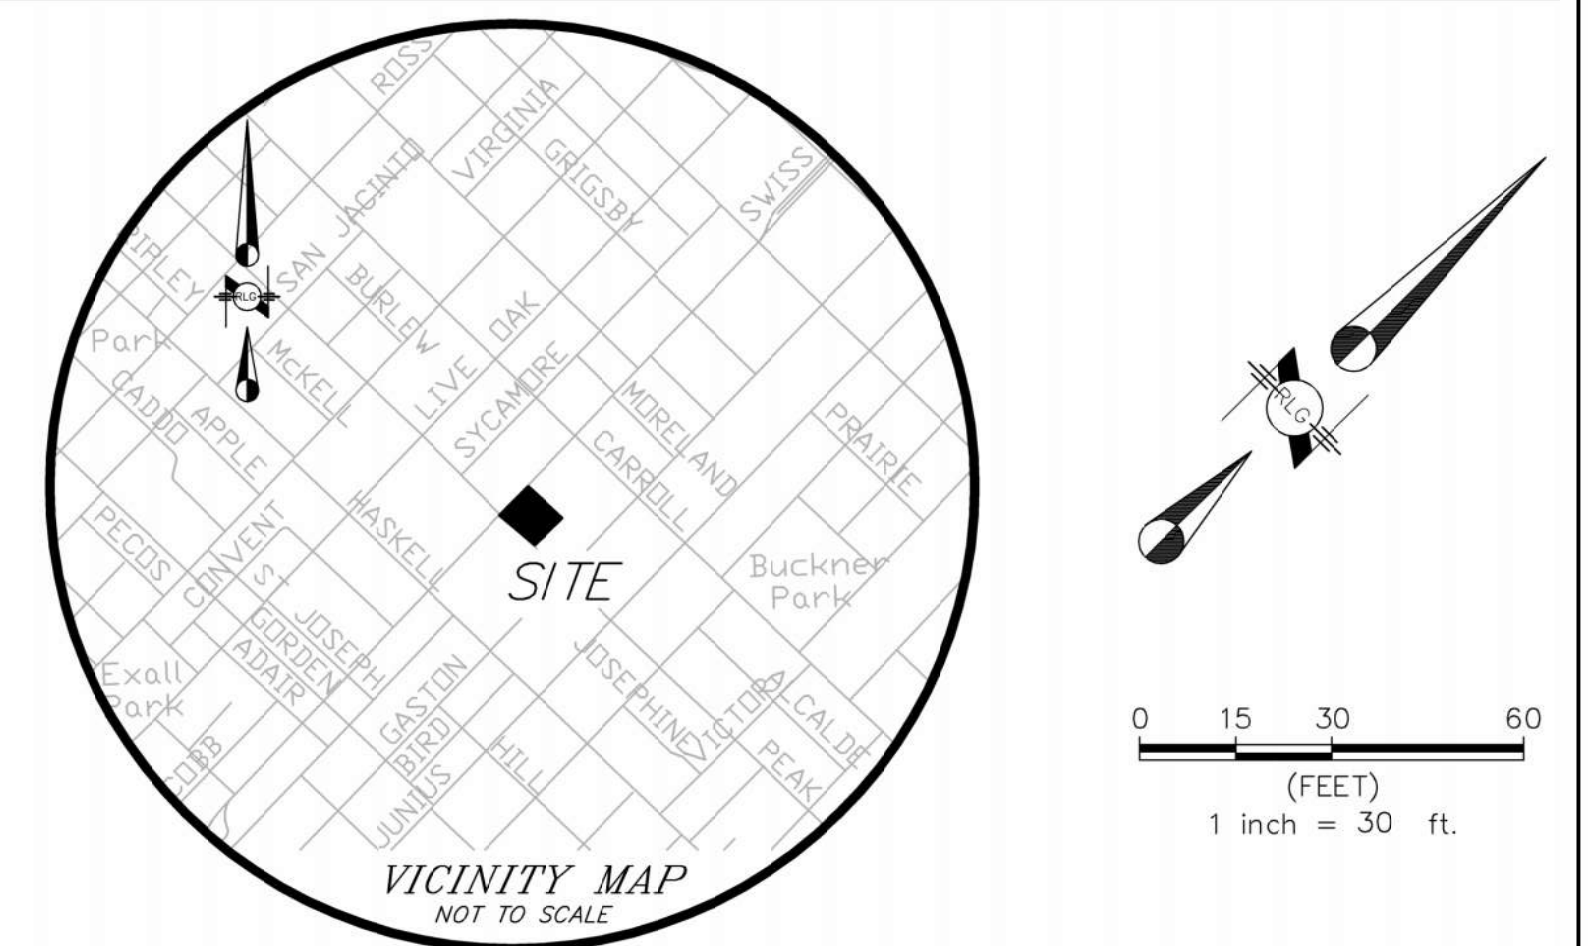 ROSS
VIRGINIA
GRIGSBY
SWISS
SAN JACINTO
IRLEY
RLG
BURLEW
LIVE OAK
Park
McKELL
SYCAMORE
CADDO
APPLE
MORELAND
PRAIRIE
CARROLL
HASKELL
PECOS
CONVENT
SITE
Buckner
Park
ST JOSEPH
GORDEN
ADAIR
Exall
Park
GASTON
BIRD
JUNIUS
HILL
JOSEPHINE
VICTOR
ALCALDE
PEAK
COBB
VICINITY MAP
NOT TO SCALE
RLG
0 15 30 60
(FEET)
1 inch = 30 ft.